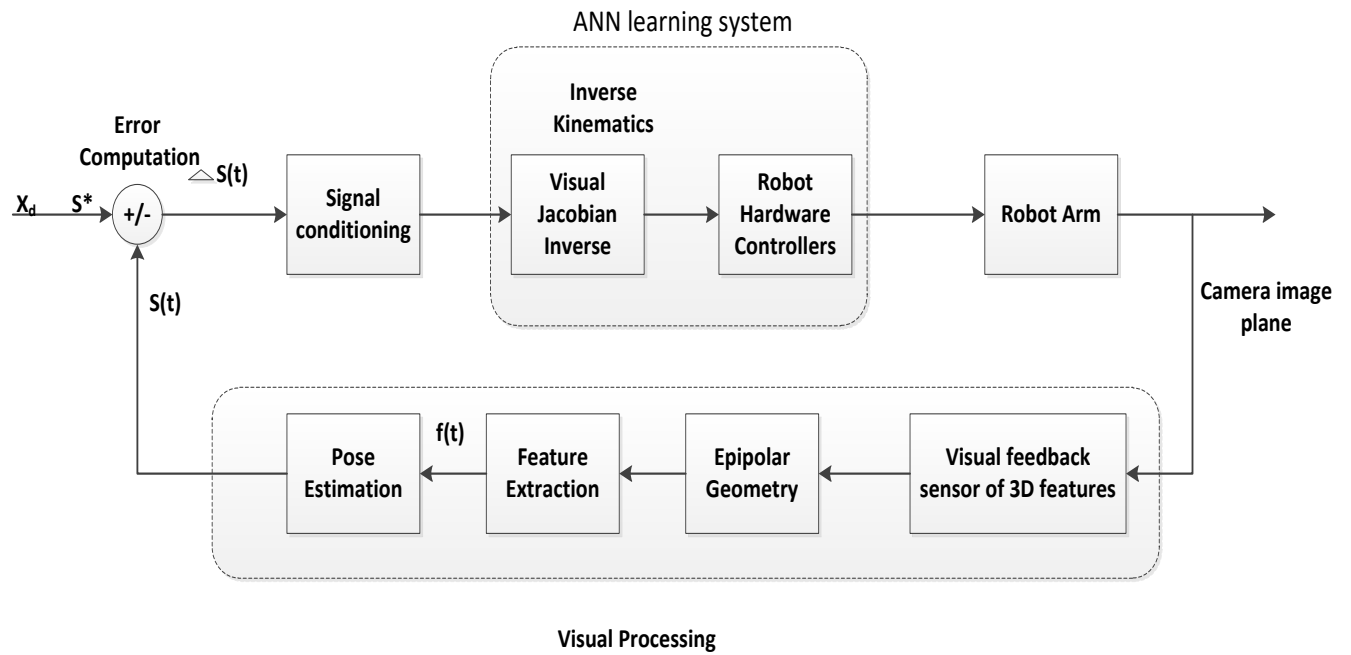 ANN learning system
Inverse
Kinematics
Error
Computation
△ S(t)
X_d
S*
+/-
Signal
conditioning
Visual
Jacobian
Inverse
Robot
Hardware
Controllers
Robot Arm
S(t)
Camera image
plane
Pose
Estimation
f(t)
Feature
Extraction
Epipolar
Geometry
Visual feedback
sensor of 3D features
Visual Processing